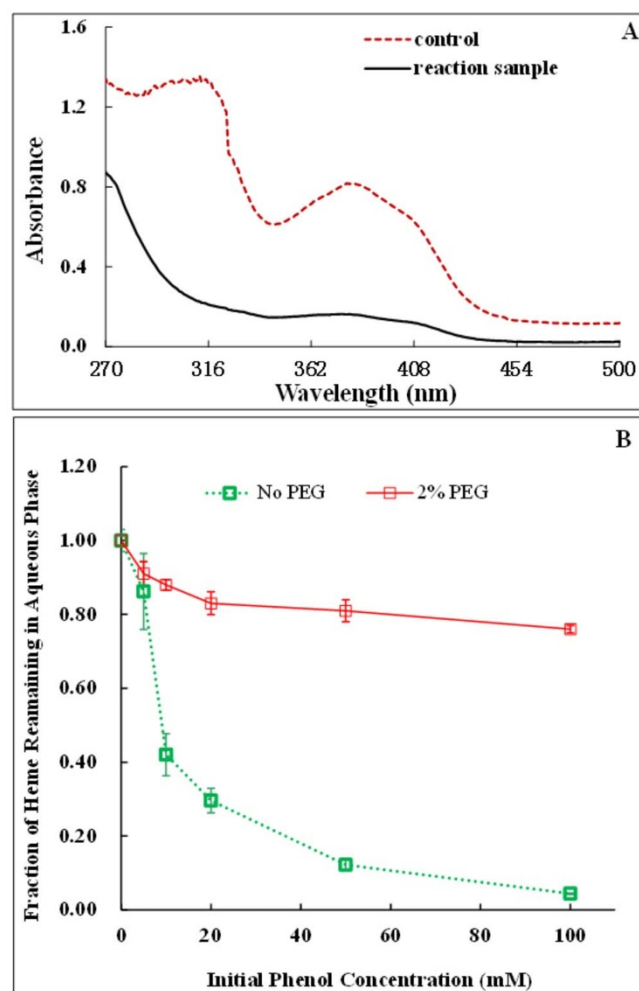 A
1.6
control
reaction sample
1.2
0.8
0.4
0.0
Absorbance
270 316 362 408 454 500
Wavelength (nm)
B
1.20
No PEG 2% PEG
1.00
0.80
0.60
0.40
0.20
0.00
Fraction of Heme Reamaining in Aqueous Phase
0 20 40 60 80 100
Initial Phenol Concentration (mM)